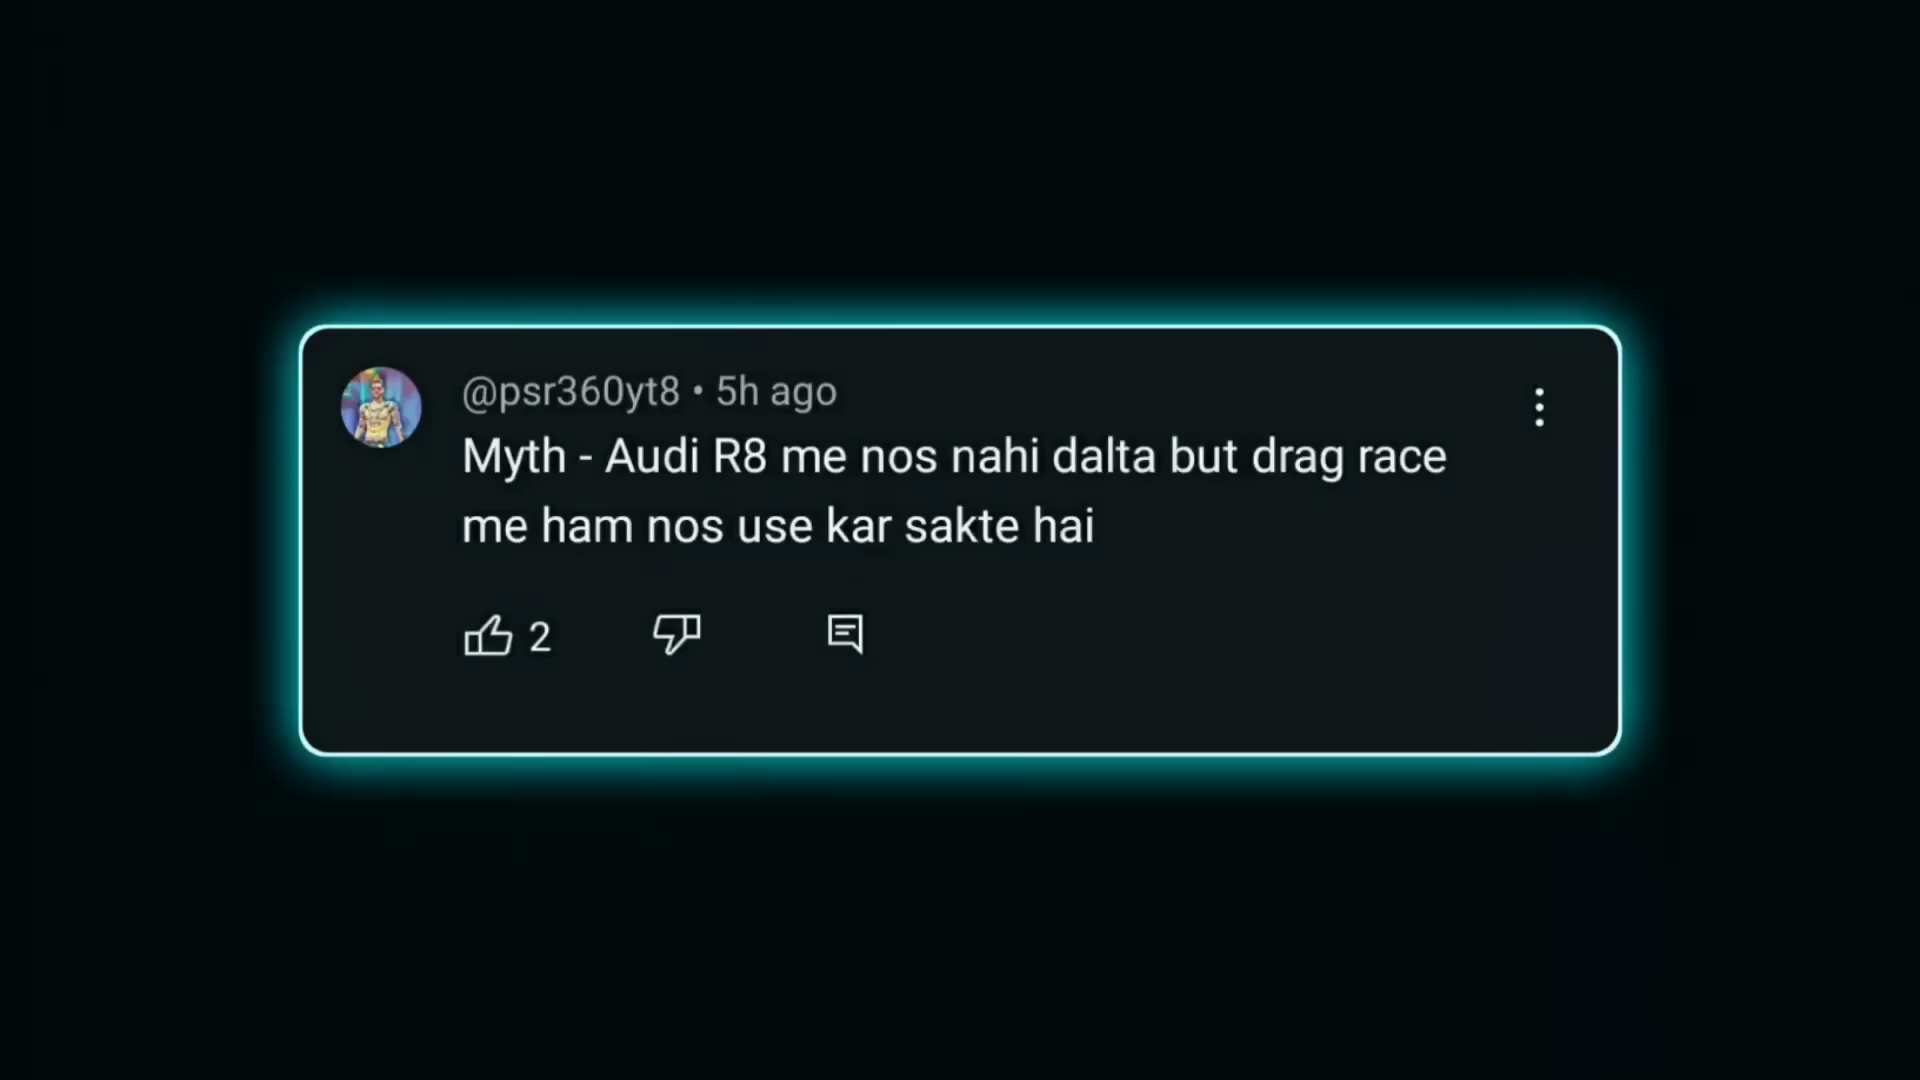 @psr360yt8 • 5h ago
Myth - Audi R8 me nos nahi dalta but drag race
me ham nos use kar sakte hai
2